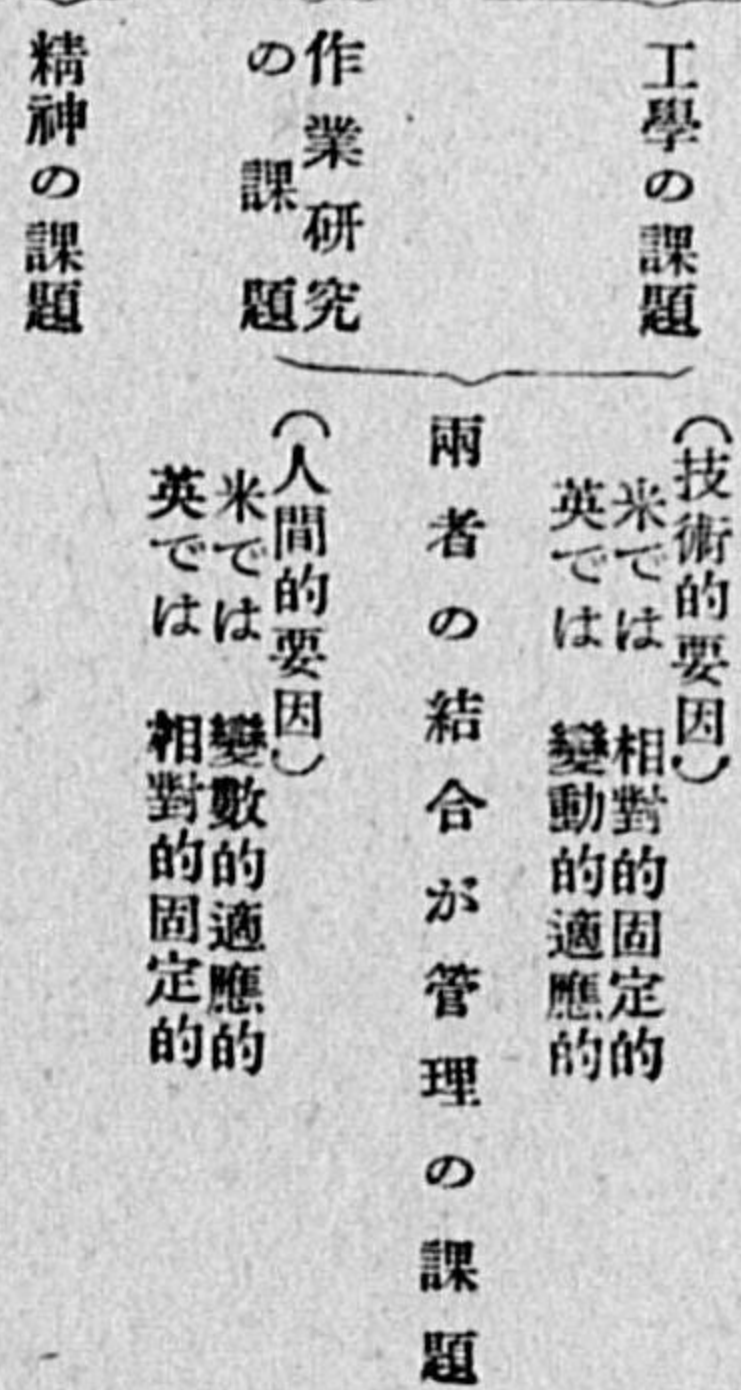 工學の課題
（技術的要因）
米では　相對的固定的
英では　變動的適應的
兩者の結合が管理の課題
作業研究
の課題
（人間的要因）
米では　變數的適應的
英では　相對的固定的
精神の課題